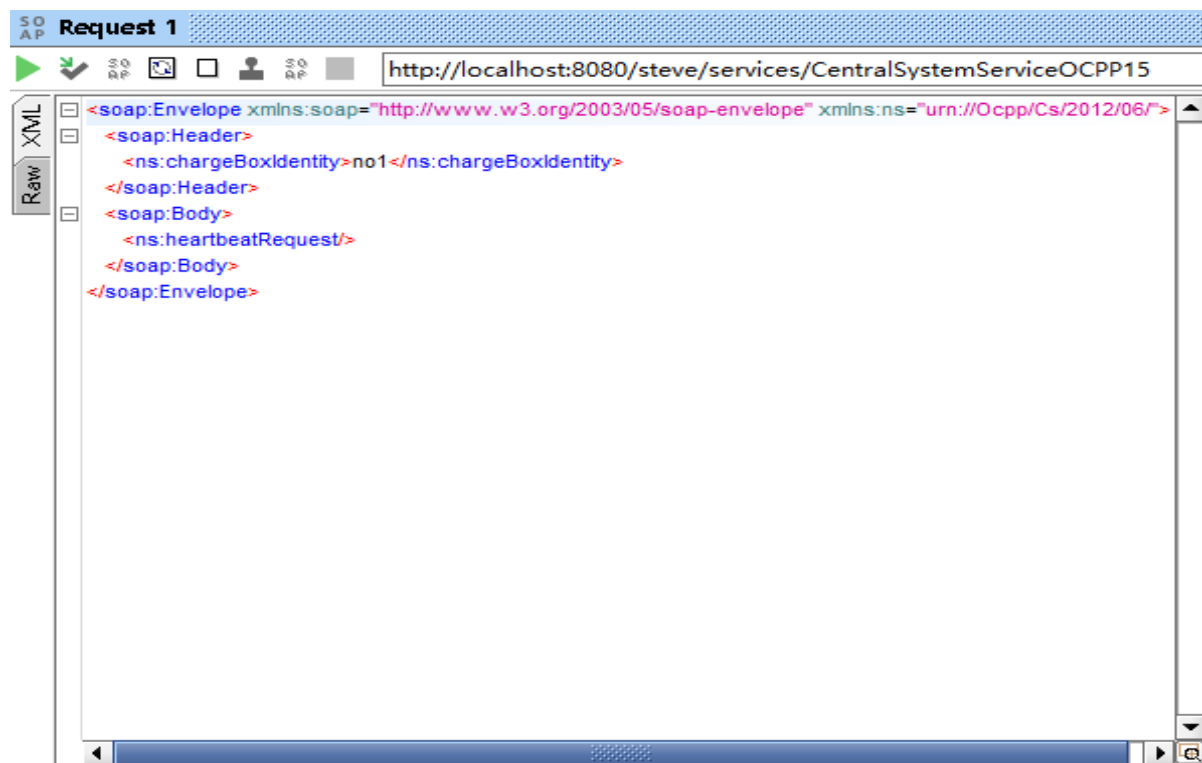 SO
AP Request 1
http://localhost:8080/steve/services/CentralSystemServiceOCPP15
XML
Raw
<soap:Envelope xmlns:soap="http://www.w3.org/2003/05/soap-envelope" xmlns:ns="urn://Ocpp/Cs/2012/06/">
<soap:Header>
<ns:chargeBoxIdentity>no1</ns:chargeBoxIdentity>
</soap:Header>
<soap:Body>
<ns:heartbeatRequest/>
</soap:Body>
</soap:Envelope>